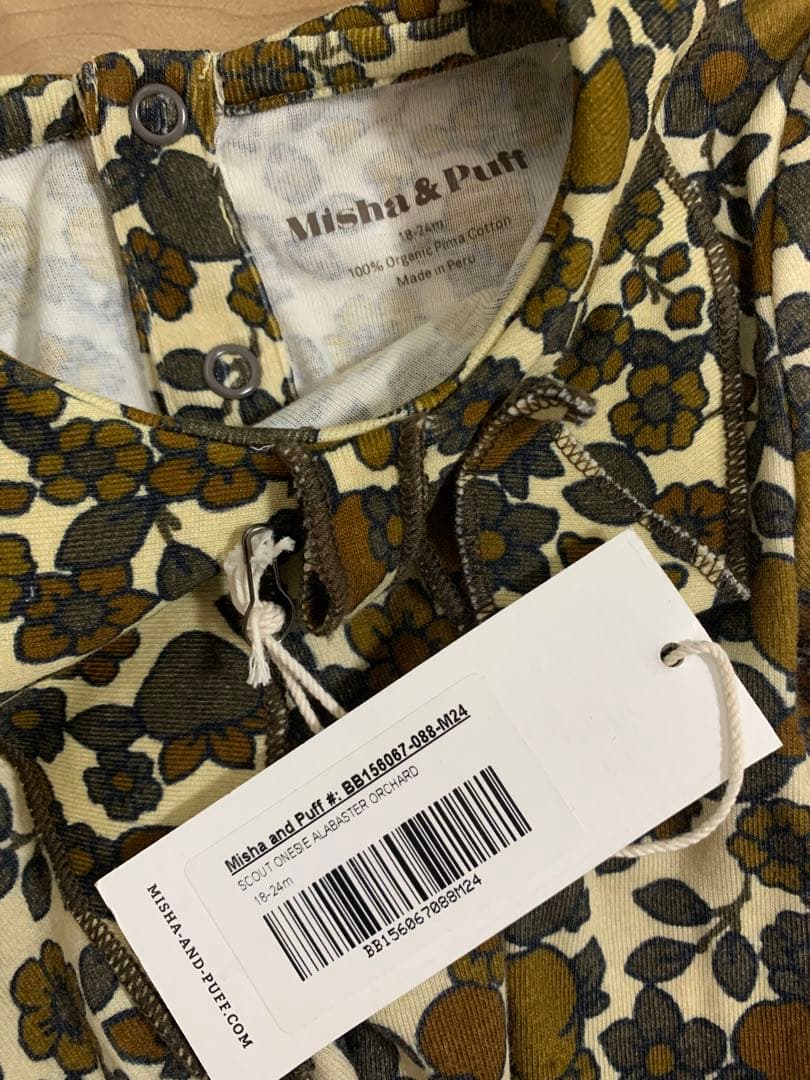 Misha & Puff
18-24m
100% Organic Pima Cotton
Made in Peru
Misha and Puff #: BB156067-088-M24
SCOUT ONESIE ALABASTER ORCHARD
18-24m
BB156067088M24
MISHA-AND-PUFF.COM